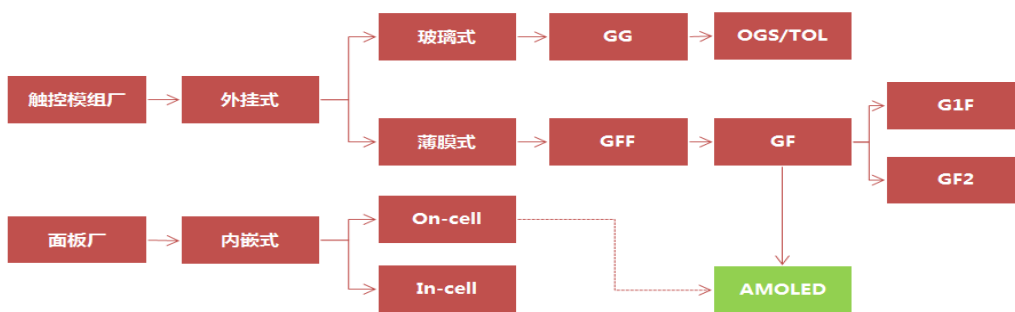 玻璃式
GG
OGS/TOL
触控模组厂
外挂式
G1F
薄膜式
GFF
GF
GF2
On-cell
面板厂
内嵌式
In-cell
AMOLED